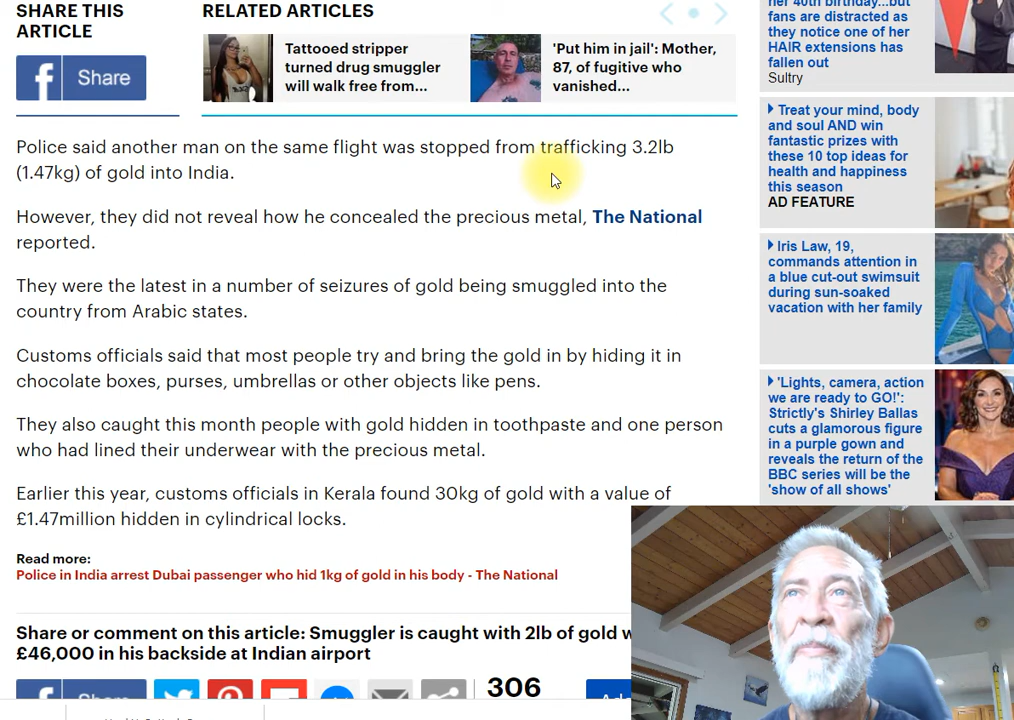 SHARE THIS
ARTICLE
f Share
RELATED ARTICLES
Tattooed stripper
turned drug smuggler
will walk free from...
'Put him in jail': Mother,
87, of fugitive who
vanished...
Police said another man on the same flight was stopped from trafficking 3.2lb
(1.47kg) of gold into India.
However, they did not reveal how he concealed the precious metal, The National
reported.
They were the latest in a number of seizures of gold being smuggled into the
country from Arabic states.
Customs officials said that most people try and bring the gold in by hiding it in
chocolate boxes, purses, umbrellas or other objects like pens.
They also caught this month people with gold hidden in toothpaste and one person
who had lined their underwear with the precious metal.
Earlier this year, customs officials in Kerala found 30kg of gold with a value of
£1.47million hidden in cylindrical locks.
Read more:
Police in India arrest Dubai passenger who hid 1kg of gold in his body - The National
Share or comment on this article: Smuggler is caught with 2lb of gold w
£46,000 in his backside at Indian airport
Share
306
her 40th birthday...but
fans are distracted as
they notice one of her
HAIR extensions has
fallen out
Sultry
Treat your mind, body
and soul AND win
fantastic prizes with
these 10 top ideas for
health and happiness
this season
AD FEATURE
Iris Law, 19,
commands attention in
a blue cut-out swimsuit
during sun-soaked
vacation with her family
'Lights, camera, action
we are ready to GO!':
Strictly's Shirley Ballas
cuts a glamorous figure
in a purple gown and
reveals the return of the
BBC series will be the
'show of all shows'